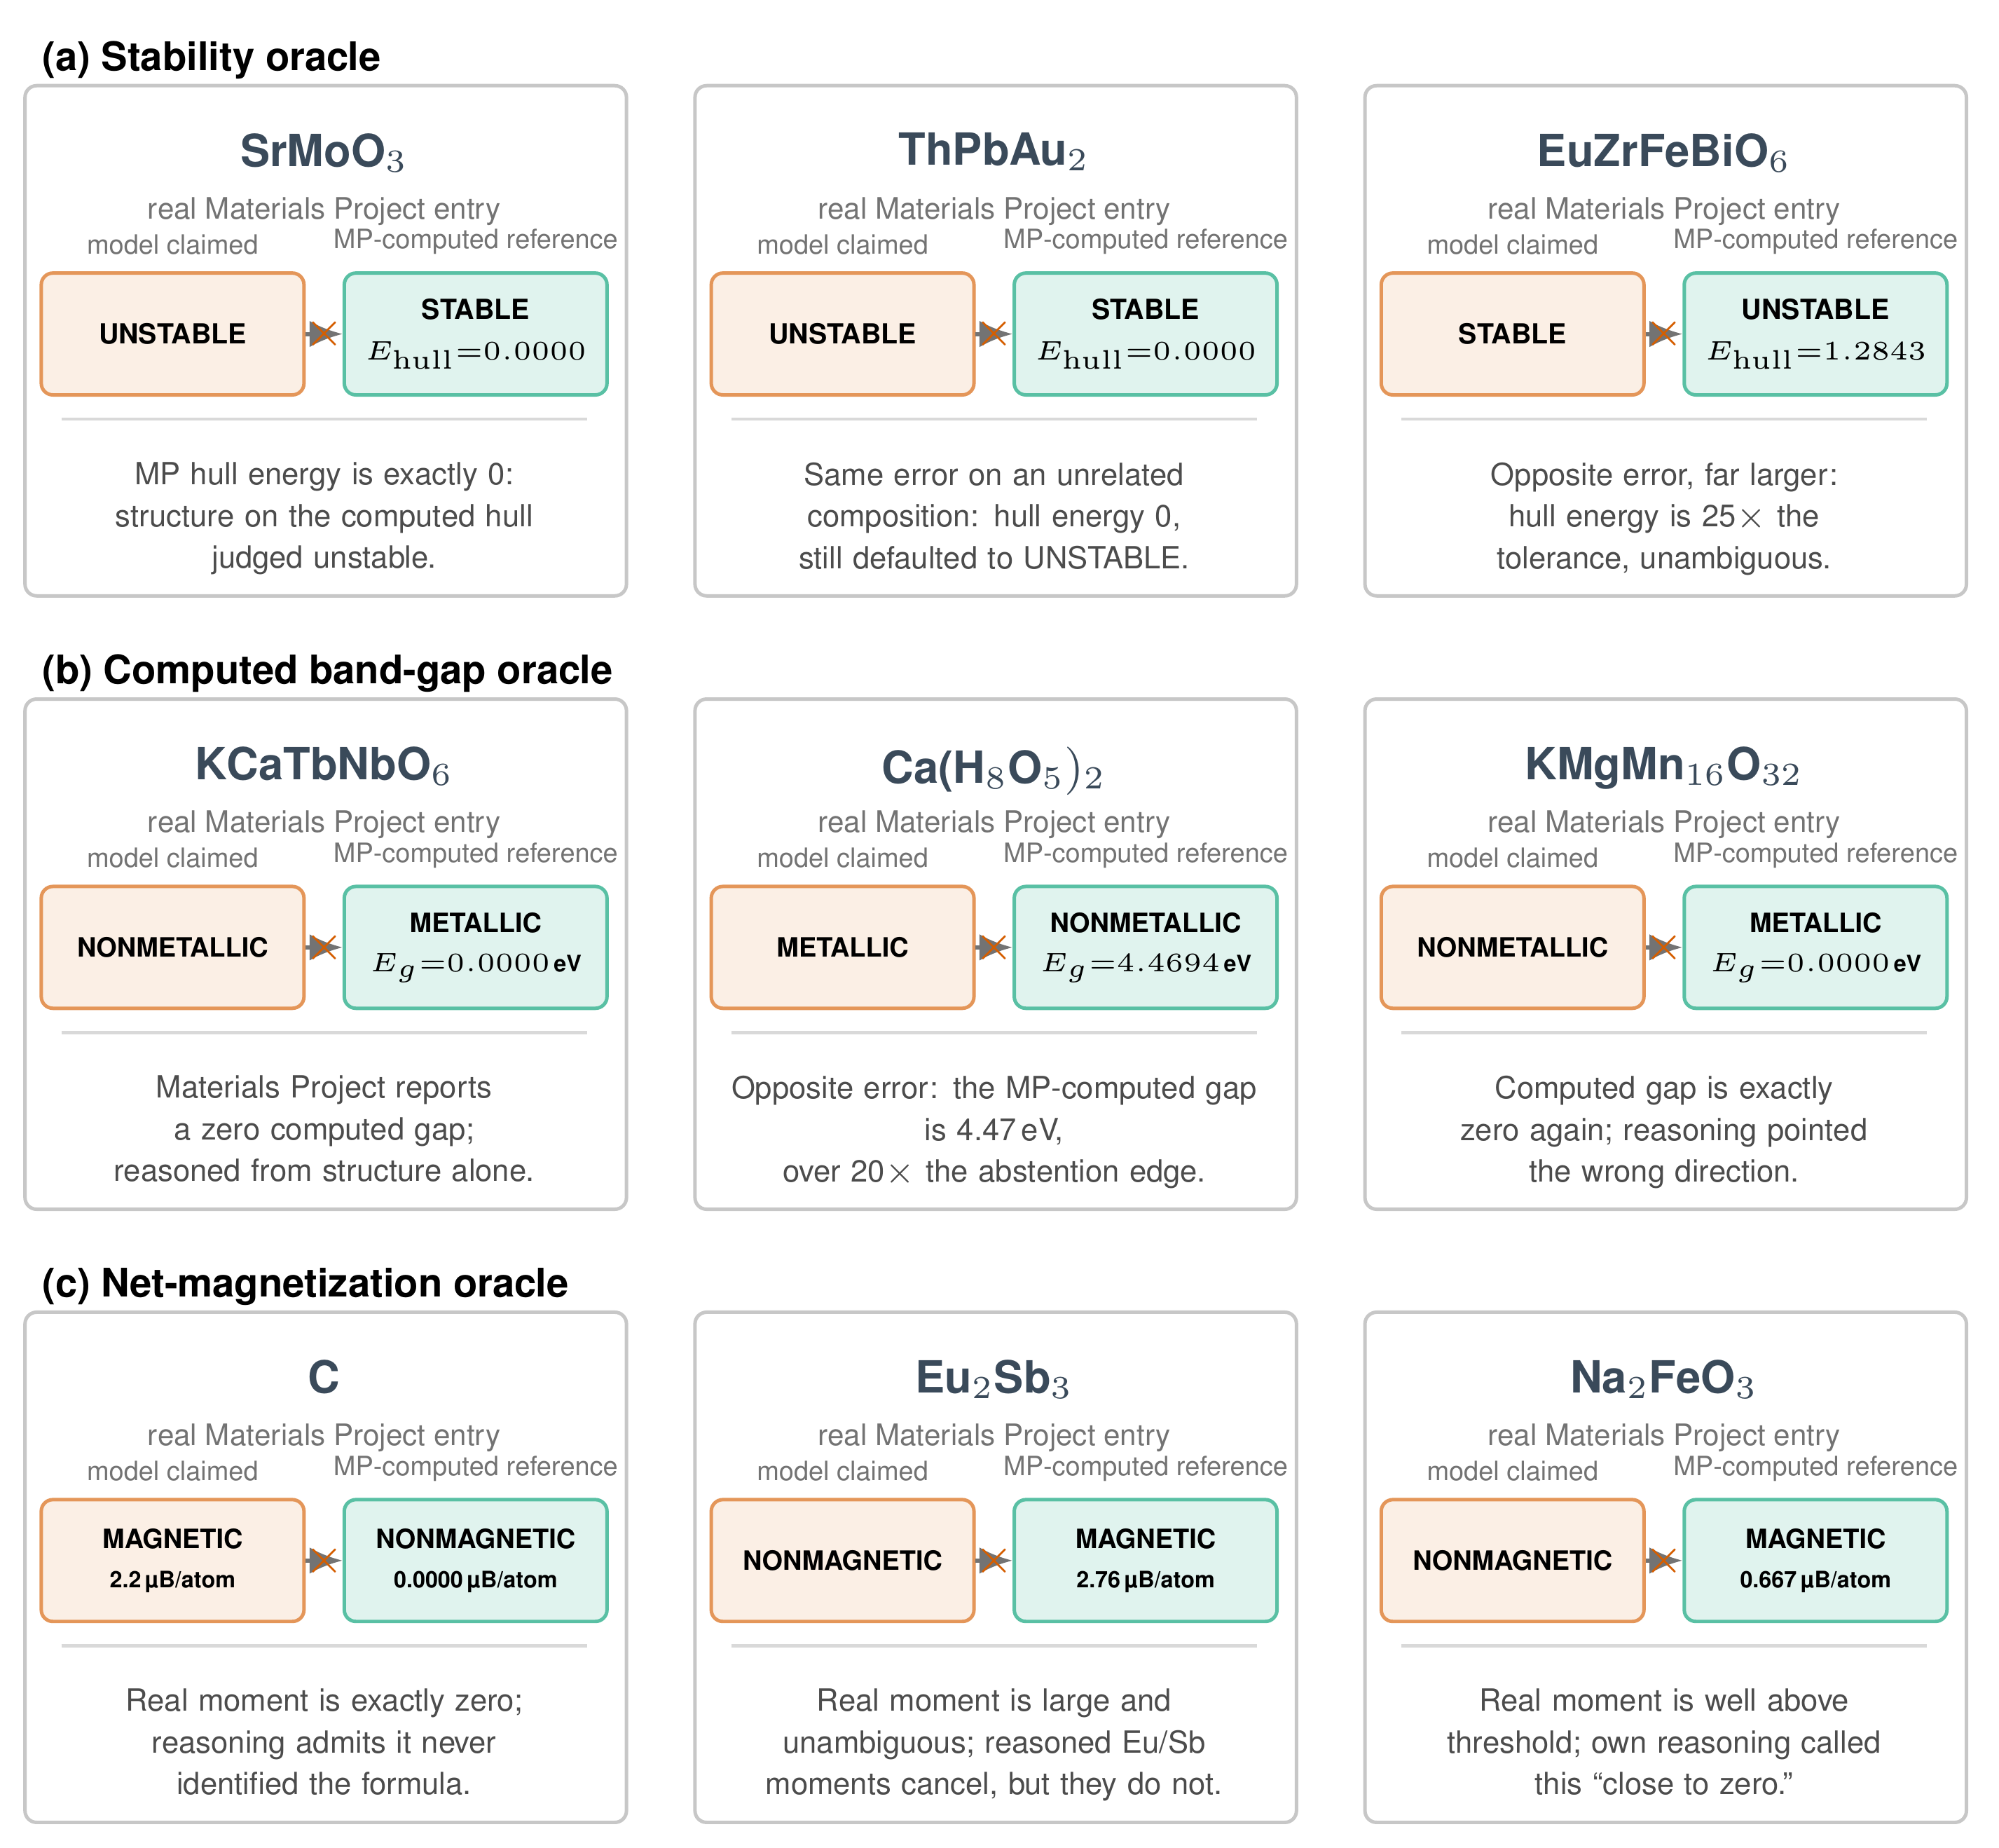 (a) Stability oracle
SrMoO₃
real Materials Project entry
model claimed
MP-computed reference
UNSTABLE
STABLE
E_hull=0.0000
MP hull energy is exactly 0:
structure on the computed hull
judged unstable.
ThPbAu₂
real Materials Project entry
model claimed
MP-computed reference
UNSTABLE
STABLE
E_hull=0.0000
Same error on an unrelated
composition: hull energy 0,
still defaulted to UNSTABLE.
EuZrFeBiO₆
real Materials Project entry
model claimed
MP-computed reference
STABLE
UNSTABLE
E_hull=1.2843
Opposite error, far larger:
hull energy is 25× the
tolerance, unambiguous.
(b) Computed band-gap oracle
KCaTbNbO₆
real Materials Project entry
model claimed
MP-computed reference
NONMETALLIC
METALLIC
E_g=0.0000 eV
Materials Project reports
a zero computed gap;
reasoned from structure alone.
Ca(H₈O₅)₂
real Materials Project entry
model claimed
MP-computed reference
METALLIC
NONMETALLIC
E_g=4.4694 eV
Opposite error: the MP-computed gap
is 4.47 eV,
over 20× the abstention edge.
KMgMn₁₆O₃₂
real Materials Project entry
model claimed
MP-computed reference
NONMETALLIC
METALLIC
E_g=0.0000 eV
Computed gap is exactly
zero again; reasoning pointed
the wrong direction.
(c) Net-magnetization oracle
C
real Materials Project entry
model claimed
MP-computed reference
MAGNETIC
2.2 µB/atom
NONMAGNETIC
0.0000 µB/atom
Real moment is exactly zero;
reasoning admits it never
identified the formula.
Eu₂Sb₃
real Materials Project entry
model claimed
MP-computed reference
NONMAGNETIC
MAGNETIC
2.76 µB/atom
Real moment is large and
unambiguous; reasoned Eu/Sb
moments cancel, but they do not.
Na₂FeO₃
real Materials Project entry
model claimed
MP-computed reference
NONMAGNETIC
MAGNETIC
0.667 µB/atom
Real moment is well above
threshold; own reasoning called
this “close to zero.”